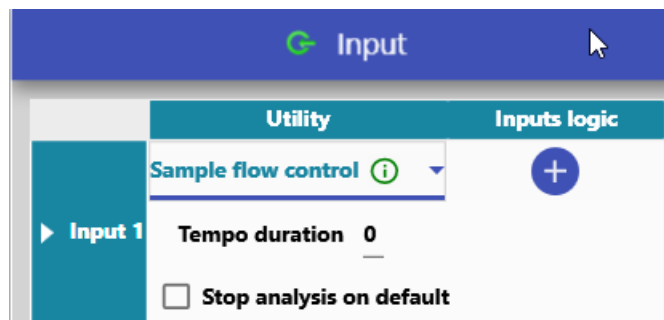 Input
Utility
Inputs logic
Sample flow control
Input 1
Tempo duration 0
Stop analysis on default